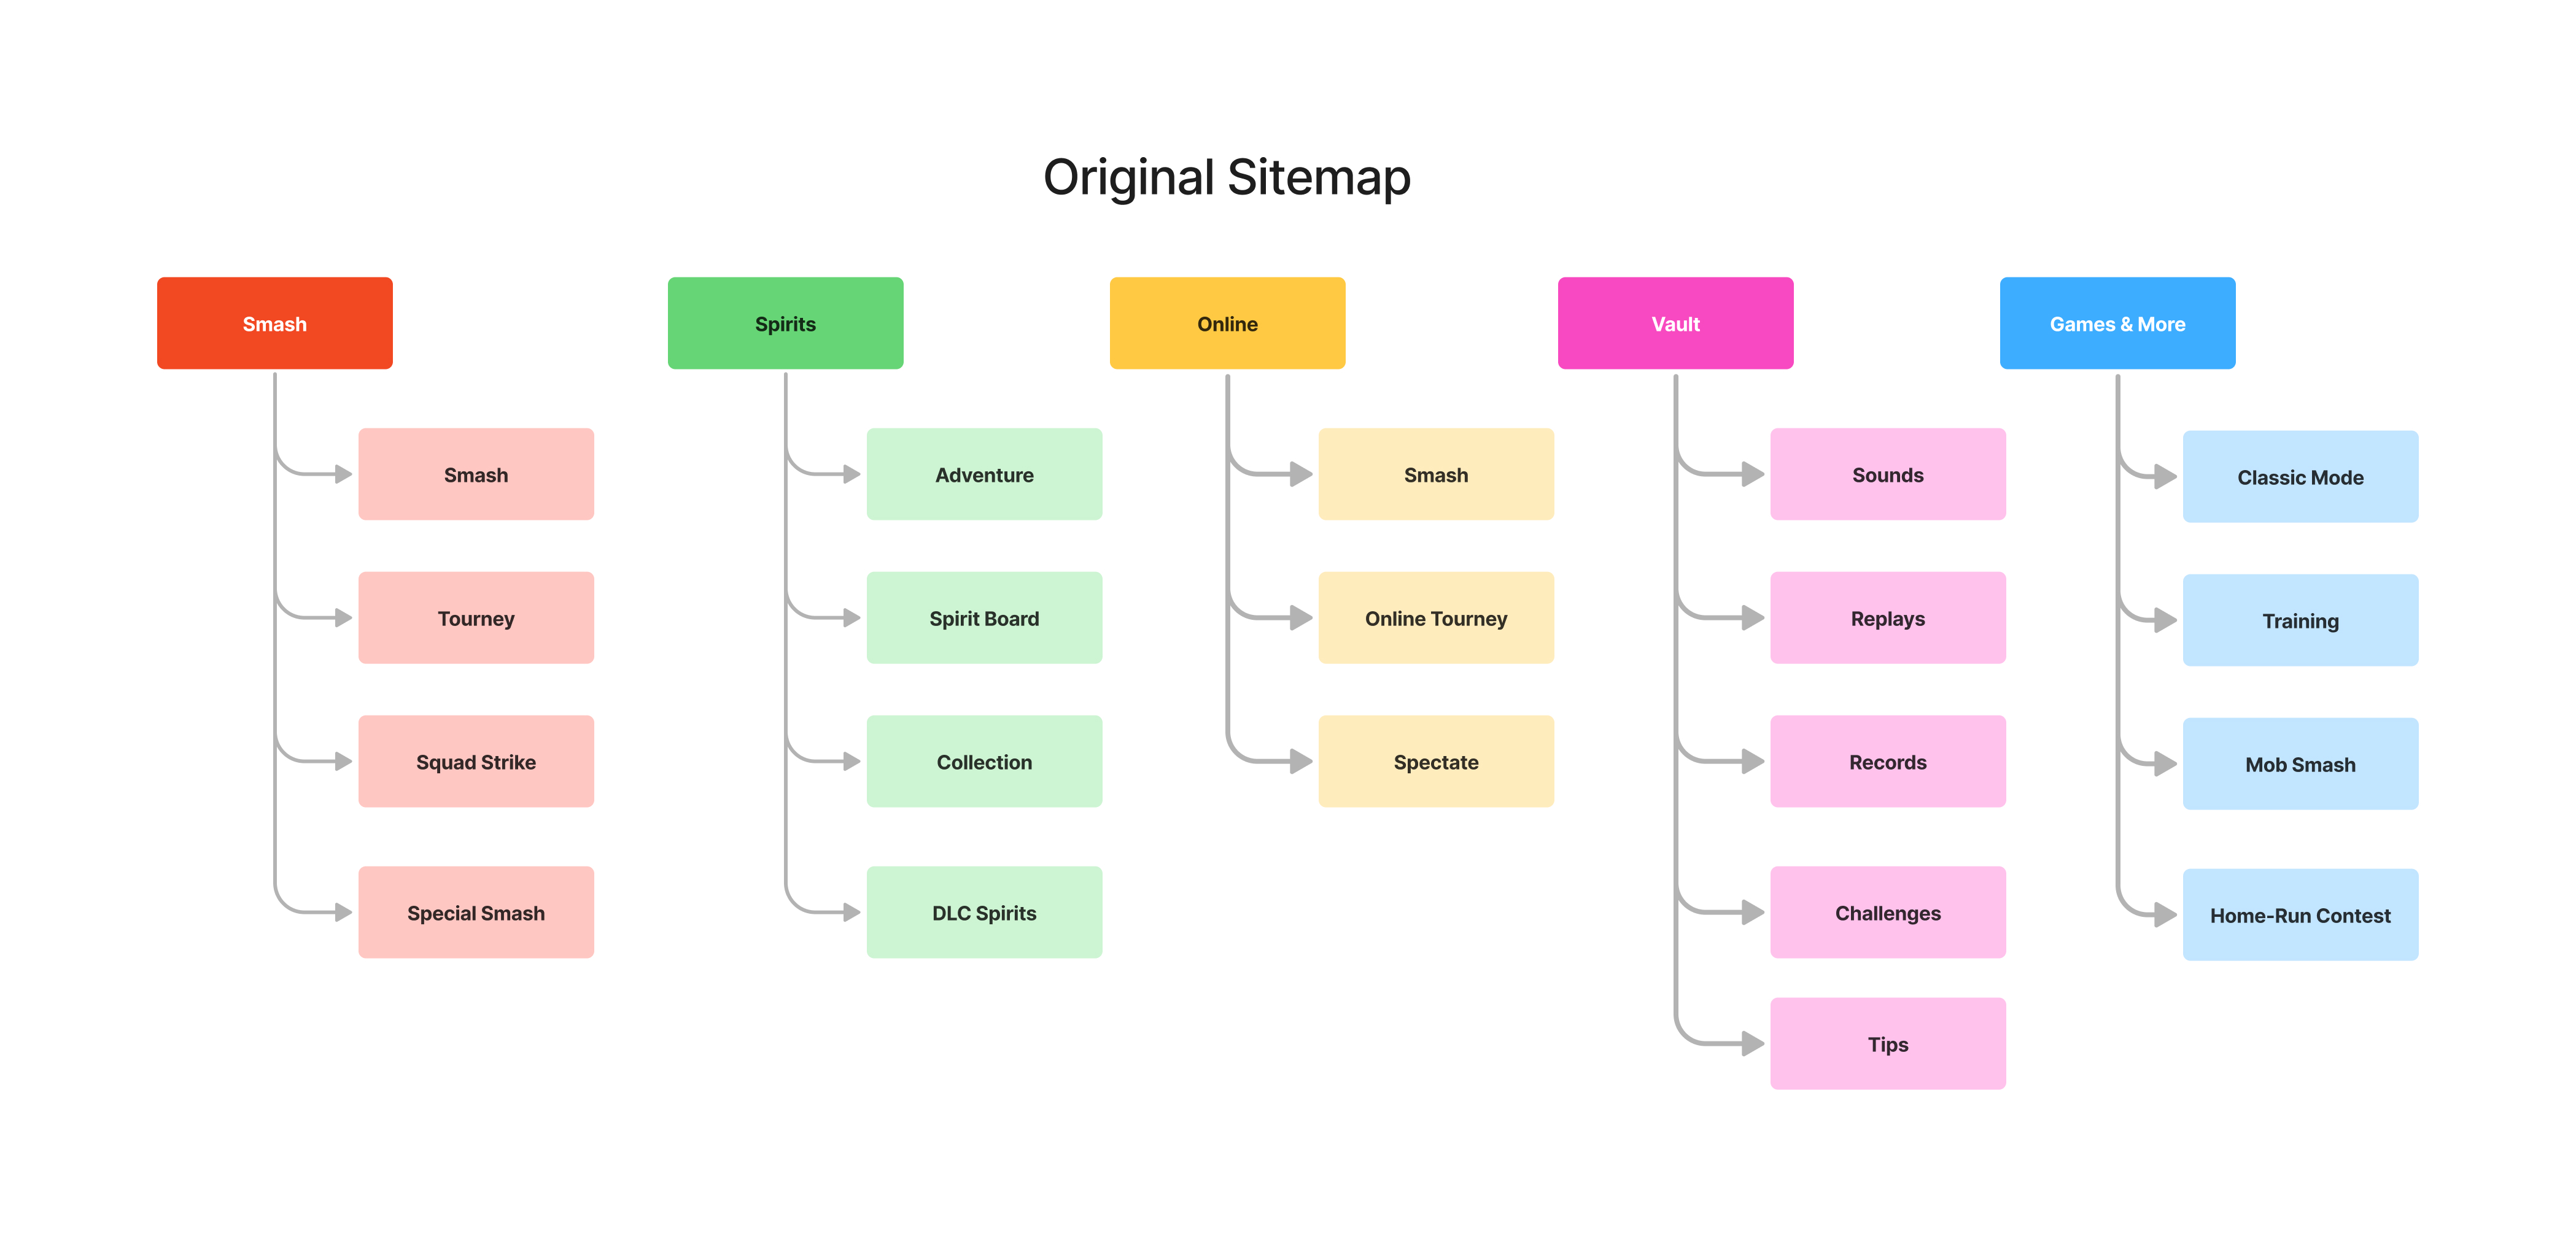 Original Sitemap
Smash
Smash
Tourney
Squad Strike
Special Smash
Spirits
Adventure
Spirit Board
Collection
DLC Spirits
Online
Smash
Online Tourney
Spectate
Vault
Sounds
Replays
Records
Challenges
Tips
Games & More
Classic Mode
Training
Mob Smash
Home-Run Contest